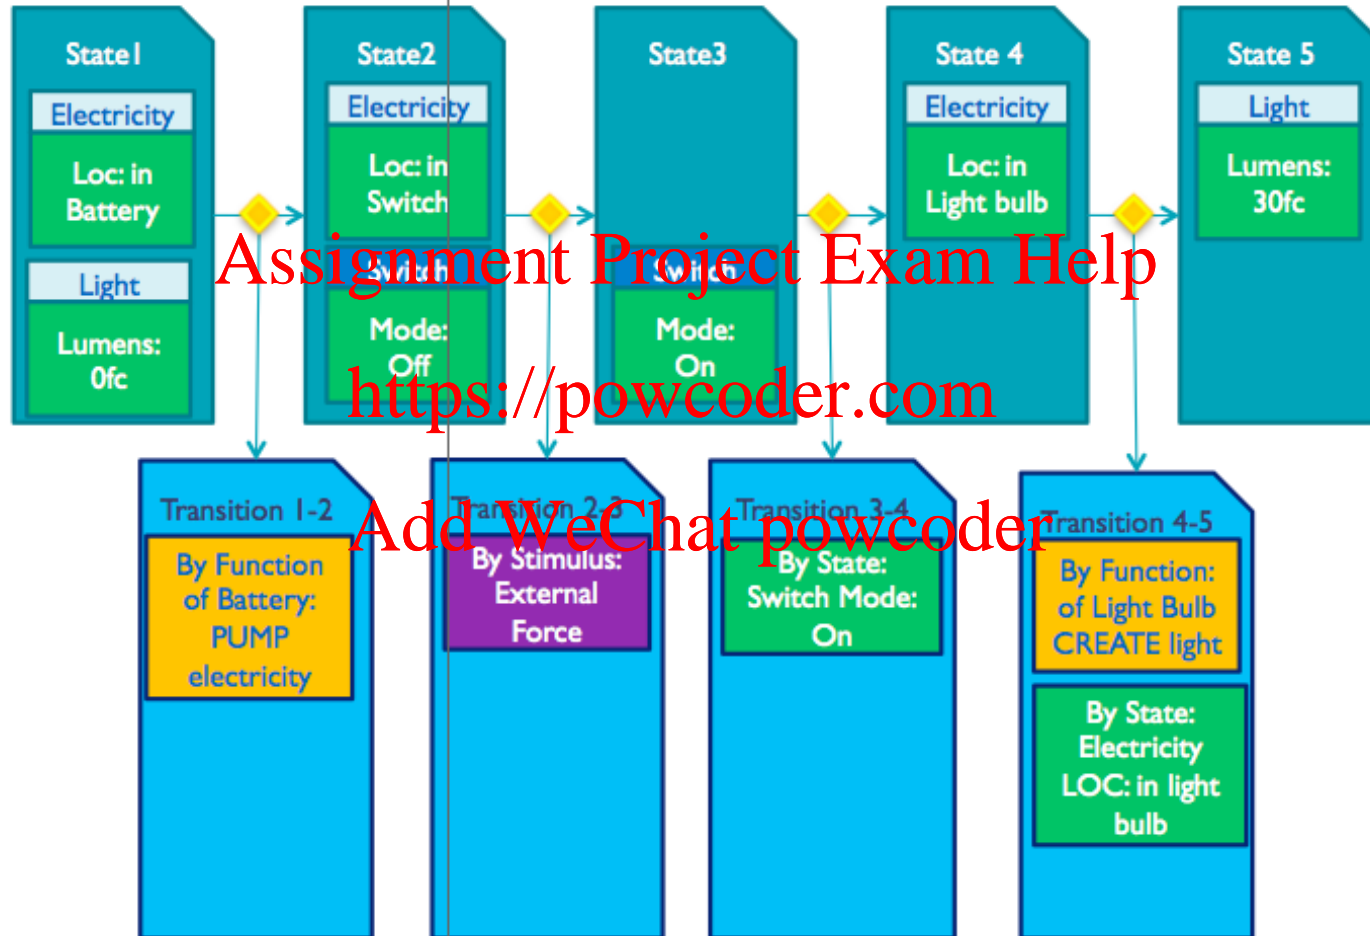 State1
Electricity
Loc: in
Battery
Light
Lumens:
0fc
State2
Electricity
Loc: in
Switch
Switch
Mode:
Off
State3
Switch
Mode:
On
State 4
Electricity
Loc: in
Light bulb
State 5
Light
Lumens:
30fc
Assignment Project Exam Help
https://powcoder.com
Add WeChat powcoder
Transition 1-2
By Function
of Battery:
PUMP
electricity
Transition 2-3
By Stimulus:
External
Force
Transition 3-4
By State:
Switch Mode:
On
Transition 4-5
By Function:
of Light Bulb
CREATE light
By State:
Electricity
LOC: in light
bulb